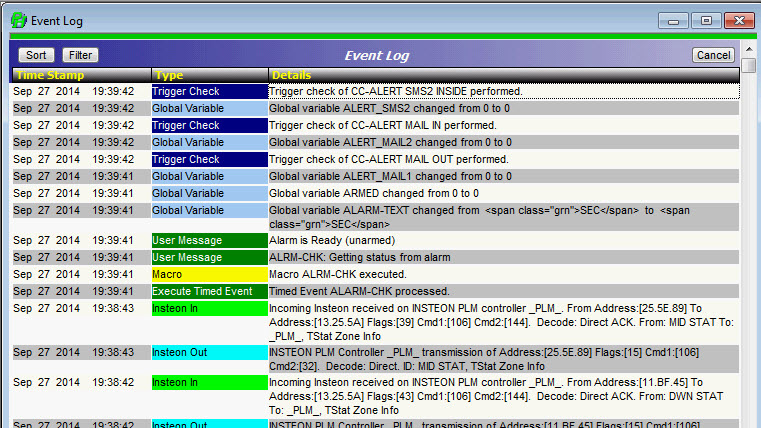 Event Log
Sort Filter Event Log Cancel
Time Stamp Type Details
Sep 27 2014 19:39:42 Trigger Check Trigger check of CC-ALERT SMS2 INSIDE performed.
Sep 27 2014 19:39:42 Global Variable Global variable ALERT_SMS2 changed from 0 to 0
Sep 27 2014 19:39:42 Trigger Check Trigger check of CC-ALERT MAIL IN performed.
Sep 27 2014 19:39:42 Global Variable Global variable ALERT_MAIL2 changed from 0 to 0
Sep 27 2014 19:39:42 Trigger Check Trigger check of CC-ALERT MAIL OUT performed.
Sep 27 2014 19:39:41 Global Variable Global variable ALERT_MAIL1 changed from 0 to 0
Sep 27 2014 19:39:41 Global Variable Global variable ARMED changed from 0 to 0
Sep 27 2014 19:39:41 Global Variable Global variable ALARM-TEXT changed from <span class="grn">SEC</span> to <span
class="grn">SEC</span>
Sep 27 2014 19:39:41 User Message Alarm is Ready (unarmed)
Sep 27 2014 19:39:41 User Message ALRM-CHK: Getting status from alarm
Sep 27 2014 19:39:41 Macro Macro ALRM-CHK executed.
Sep 27 2014 19:39:41 Execute Timed Event Timed Event ALARM-CHK processed.
Sep 27 2014 19:38:43 Insteon In Incoming Insteon received on INSTEON PLM controller _PLM_. From Address:[25.5E.89] To
Address:[13.25.5A] Flags:[39] Cmd1:[106] Cmd2:[144]. Decode: Direct ACK. From: MID STAT To:
_PLM_, TStat Zone Info
Sep 27 2014 19:38:43 Insteon Out INSTEON PLM Controller _PLM_ transmission of Address:[25.5E.89] Flags:[15] Cmd1:[106]
Cmd2:[32]. Decode: Direct. ID: MID STAT, TStat Zone Info
Sep 27 2014 19:38:42 Insteon In Incoming Insteon received on INSTEON PLM controller _PLM_. From Address:[11.BF.45] To
Address:[13.25.5A] Flags:[43] Cmd1:[106] Cmd2:[144]. Decode: Direct ACK. From: DWN STAT
To: _PLM_, TStat Zone Info
Sep 27 2014 19:38:42 Insteon Out INSTEON PLM Controller _PLM_ transmission of Address:[11.BF.45] Flags:[15] Cmd1:[106]